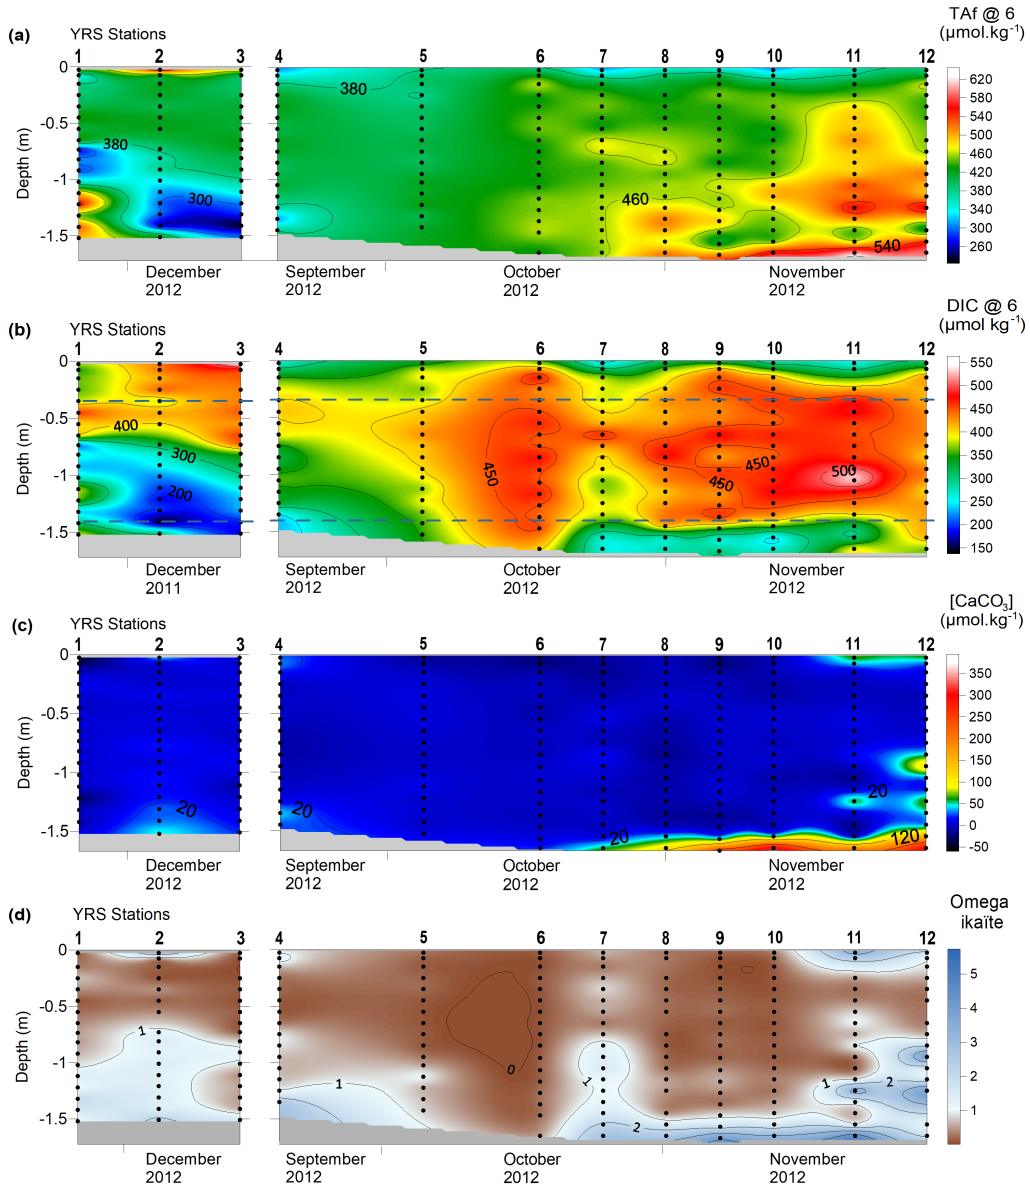 TAf @ 6
(µmol.kg⁻¹)
(a) YRS Stations
1 2 3 4 5 6 7 8 9 10 11 12
0
-0.5
-1
-1.5
Depth (m)
380
300
380
460
540
620
580
540
500
460
420
380
340
300
260
December
2012
September
2012
October
2012
November
2012
DIC @ 6
(µmol kg⁻¹)
(b) YRS Stations
1 2 3 4 5 6 7 8 9 10 11 12
0
-0.5
-1
-1.5
Depth (m)
400
300
200
450
450
450
500
550
500
450
400
350
300
250
200
150
December
2011
September
2012
October
2012
November
2012
[CaCO₃]
(µmol.kg⁻¹)
(c) YRS Stations
1 2 3 4 5 6 7 8 9 10 11 12
0
-0.5
-1
-1.5
Depth (m)
20
20
20
20
120
350
300
250
200
150
100
50
0
-50
December
2012
September
2012
October
2012
November
2012
Omega
ikaïte
(d) YRS Stations
1 2 3 4 5 6 7 8 9 10 11 12
0
-0.5
-1
-1.5
Depth (m)
1
1
0
1
2
1
2
5
4
3
2
1
December
2012
September
2012
October
2012
November
2012